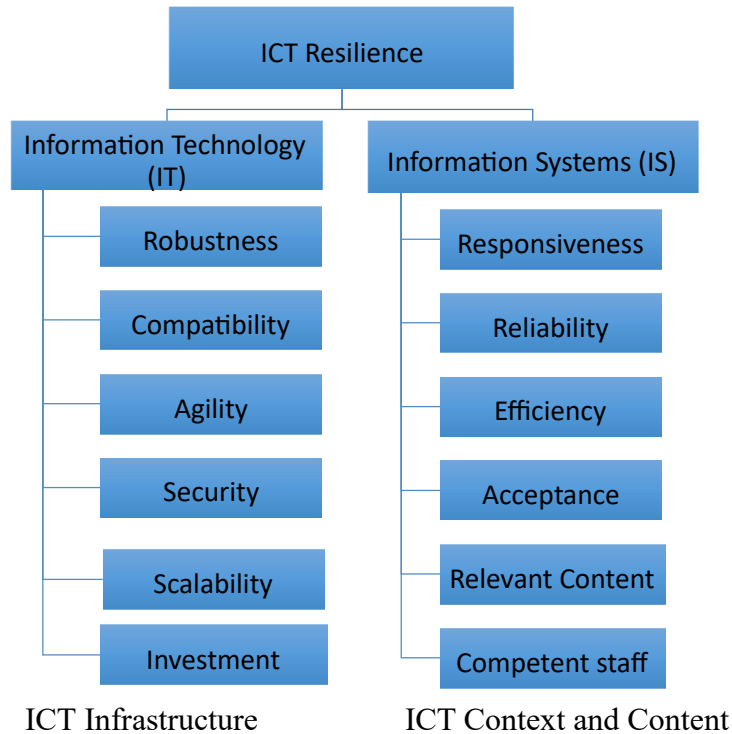 ICT Resilience
Information Technology
(IT)
Robustness
Compatibility
Agility
Security
Scalability
Investment
ICT Infrastructure
Information Systems (IS)
Responsiveness
Reliability
Efficiency
Acceptance
Relevant Content
Competent staff
ICT Context and Content